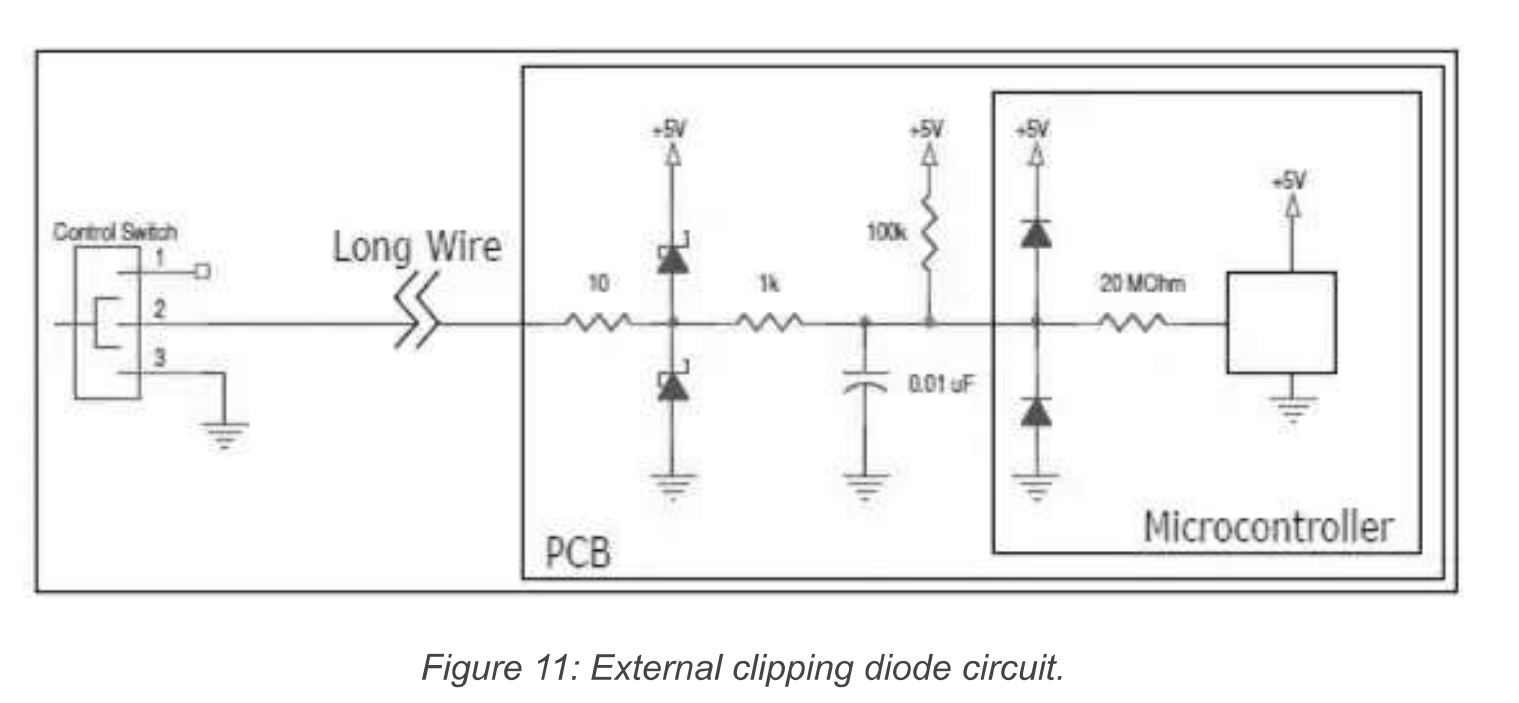 +5V
+5V
+5V
+5V
Control Switch
1
Long Wire
100k
10
1k
20 MOhm
2
3
0.01 uF
Microcontroller
PCB
Figure 11: External clipping diode circuit.